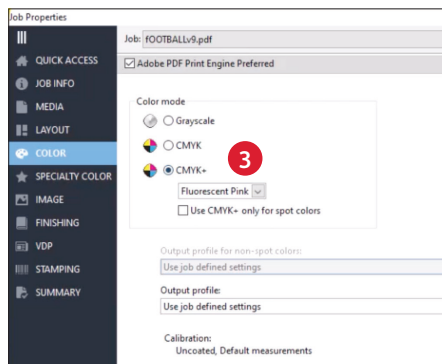 Job Properties
Job: fOOTBALLv9.pdf
QUICK ACCESS
Adobe PDF Print Engine Preferred
JOB INFO
MEDIA
LAYOUT
COLOR
SPECIALTY COLOR
IMAGE
FINISHING
VDP
STAMPING
SUMMARY
Color mode
Grayscale
CMYK
CMYK+
3
Fluorescent Pink
Use CMYK+ only for spot colors
Output profile for non-spot colors:
Use job defined settings
Output profile:
Use job defined settings
Calibration:
Uncoated, Default measurements